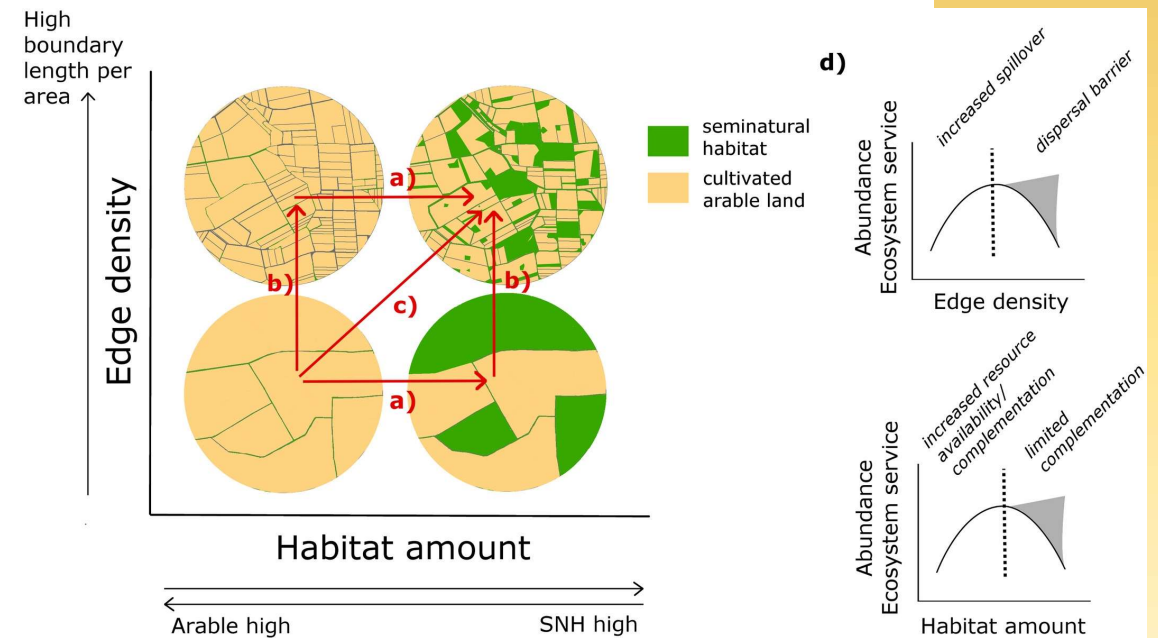 High
boundary
length per
area
Edge density
a)
b)
c)
b)
a)
seminatural
habitat
cultivated
arable land
Habitat amount
Arable high
SNH high
d)
increased spillover
dispersal barrier
Abundance
Ecosystem service
Edge density
increased resource
availability/
complementation
limited
complementation
Abundance
Ecosystem service
Habitat amount